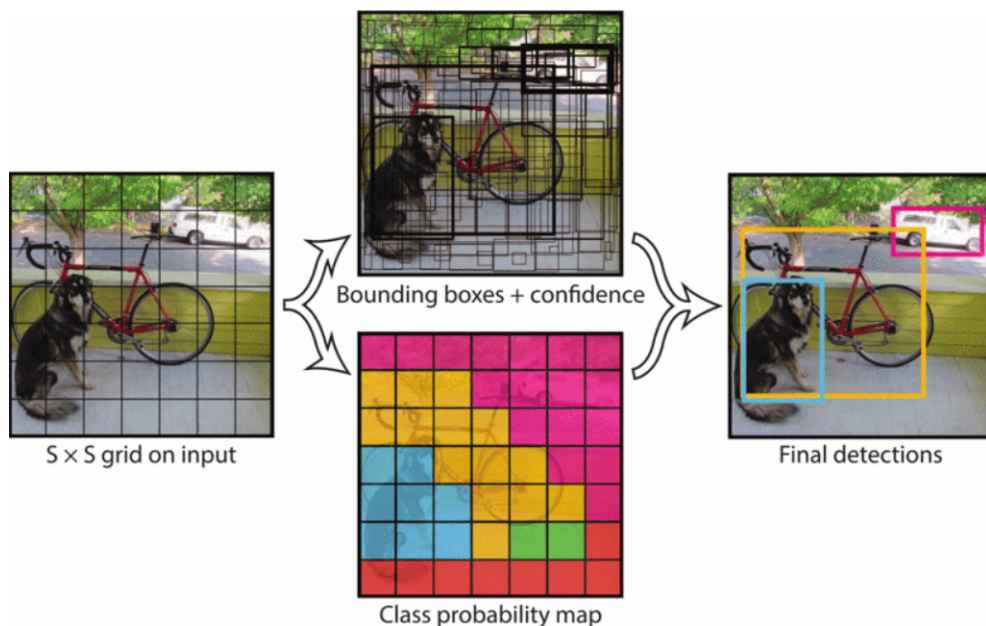 Bounding boxes + confidence
S × S grid on input
Final detections
Class probability map